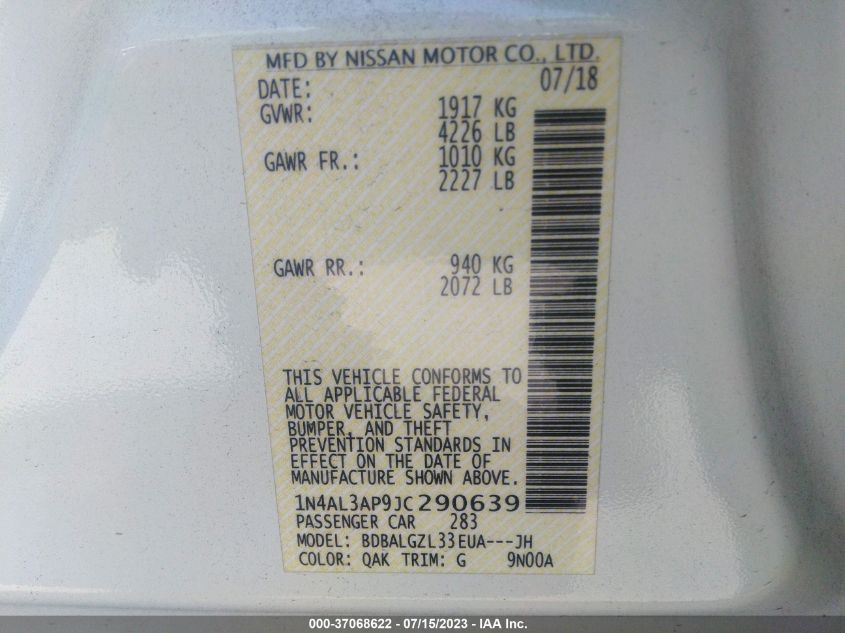 MFD BY NISSAN MOTOR CO., LTD.
DATE: 07/18
GVWR: 1917 KG
4226 LB
GAWR FR.: 1010 KG
2227 LB
GAWR RR.: 940 KG
2072 LB
THIS VEHICLE CONFORMS TO
ALL APPLICABLE FEDERAL
MOTOR VEHICLE SAFETY,
BUMPER, AND THEFT
PREVENTION STANDARDS IN
EFFECT ON THE DATE OF
MANUFACTURE SHOWN ABOVE.
1N4AL3AP9JC290639
PASSENGER CAR 283
MODEL: BDBALGZL33EUA---JH
COLOR: QAK TRIM: G 9N00A
000-37068622 - 07/15/2023 - IAA Inc.